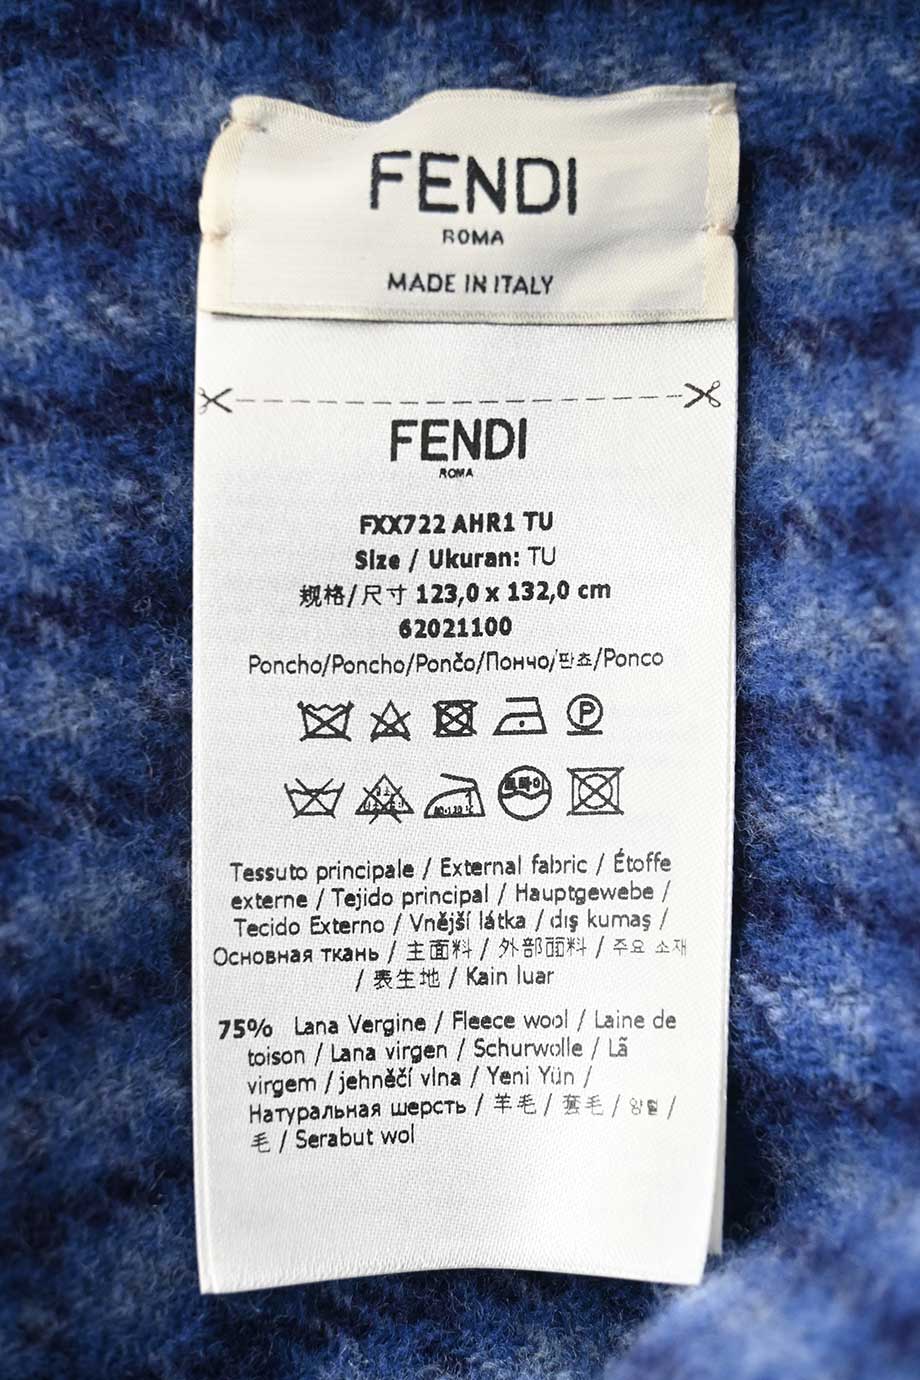 FENDI
ROMA
MADE IN ITALY
FENDI
ROMA
FXX722 AHR1 TU
Size / Ukuran: TU
规格/尺寸 123,0 x 132,0 cm
62021100
Poncho/Poncho/Pončo/Пончо/판쵸/Ponco
P
Tessuto principale / External fabric / Étoffe
externe / Tejido principal / Hauptgewebe /
Tecido Externo / Vnější látka / dış kumaş /
Основная ткань / 主面料 / 外部面料 / 주요 소재
/ 表生地 / Kain luar
75% Lana Vergine / Fleece wool / Laine de
toison / Lana virgen / Schurwolle / Lã
virgem / jehněčí vlna / Yeni Yün /
Натуральная шерсть / 羊毛 / 毛 / 양털 /
毛 / Serabut wol